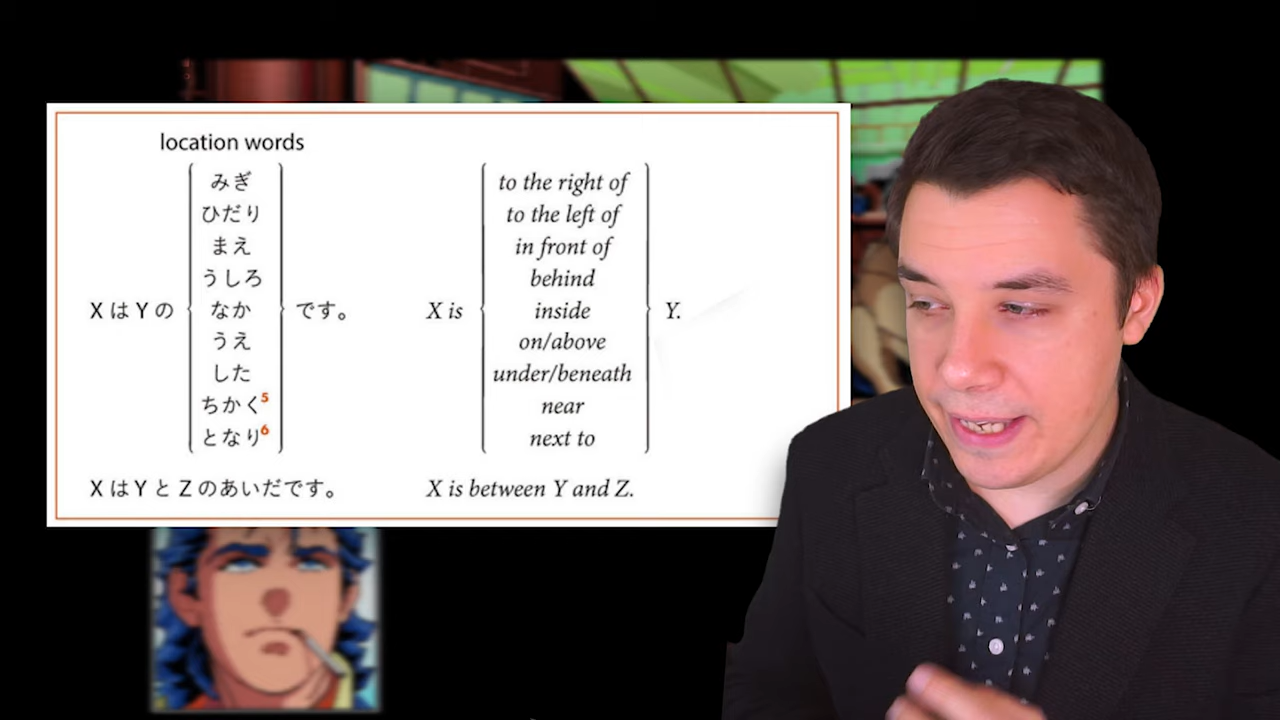 location words
みぎ to the right of
ひだり to the left of
まえ in front of
うしろ behind
X は Y の なか です。 X is inside Y.
うえ on/above
した under/beneath
ちかく5 near
となり6 next to
X は Y と Z のあいだです。 X is between Y and Z.